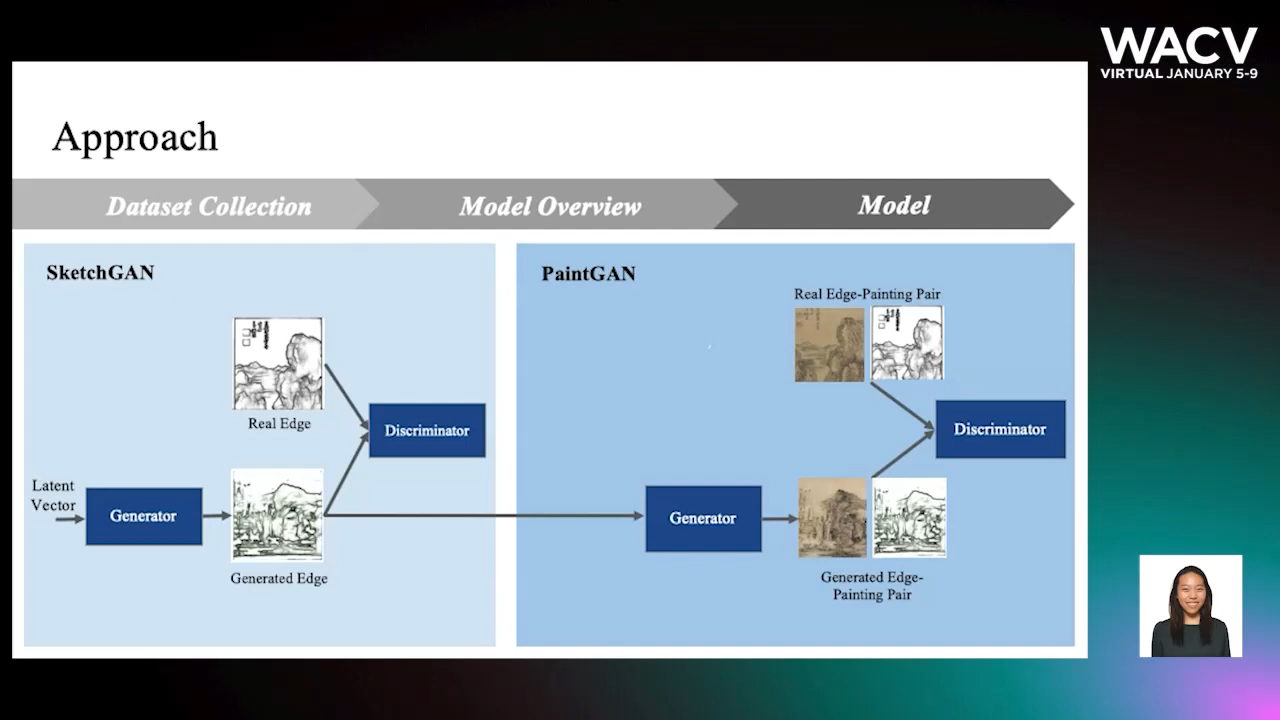 WACV
VIRTUAL JANUARY 5-9
Approach
Dataset Collection
Model Overview
Model
SketchGAN
Real Edge
Discriminator
Latent
Vector
Generator
Generated Edge
PaintGAN
Real Edge-Painting Pair
Discriminator
Generator
Generated Edge-
Painting Pair